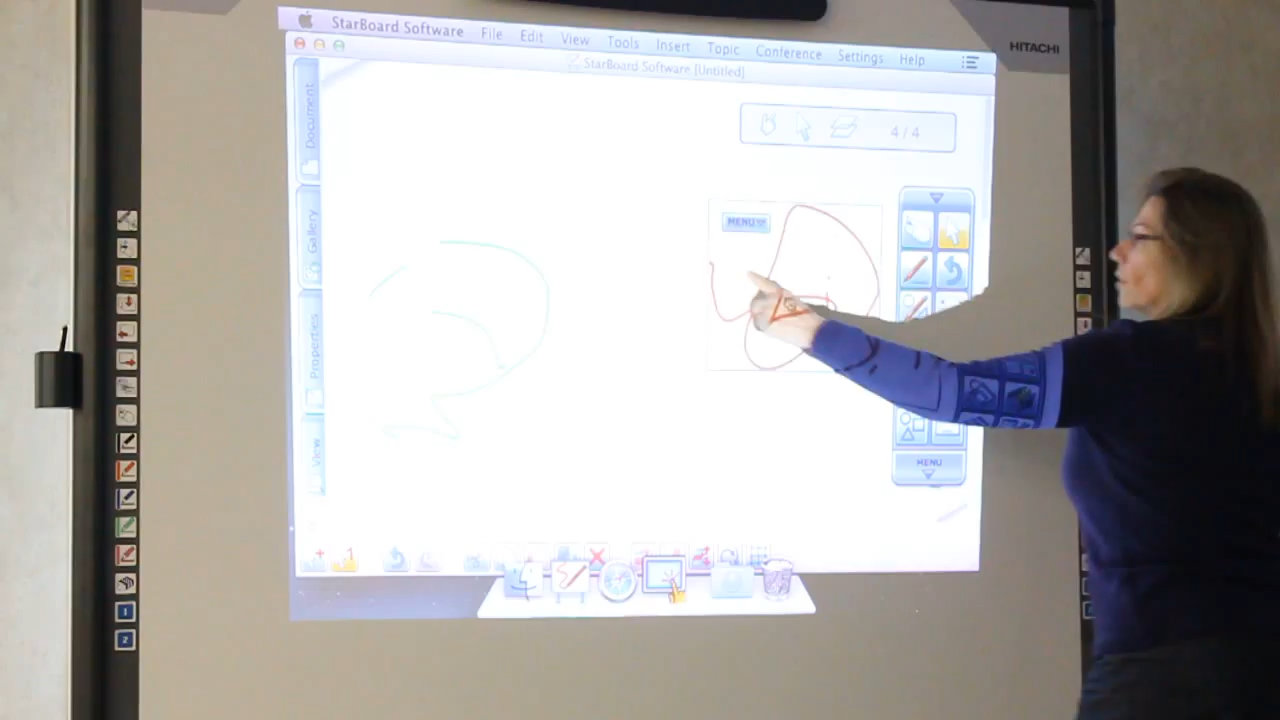 StarBoard Software File Edit View Tools Insert Topic Conference Settings Help
HITACHI
StarBoard Software [Untitled]
Document
4/4
Gallery
MENU
Properties
View
MENU
1
1
2